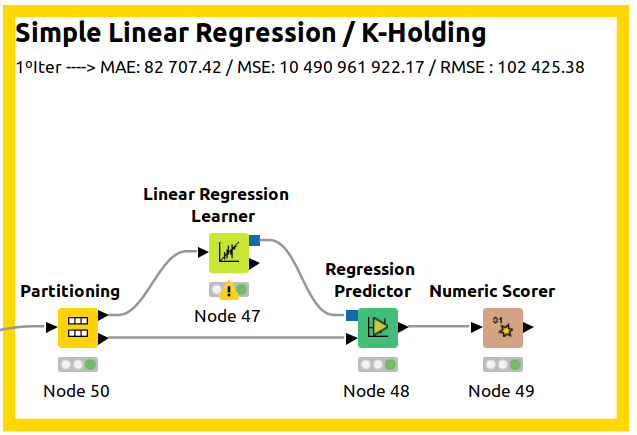 Simple Linear Regression / K-Holding
1ºIter ----> MAE: 82 707.42 / MSE: 10 490 961 922.17 / RMSE : 102 425.38
Linear Regression
Learner
Node 47
Partitioning
Node 50
Regression
Predictor
Node 48
Numeric Scorer
31
Node 49